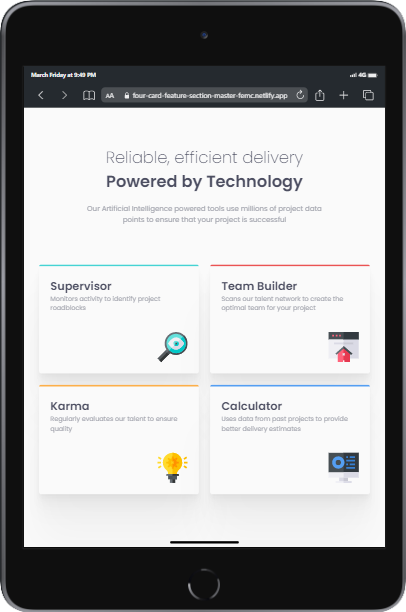 March Friday at 9:49 PM
4G
AA
four-card-feature-section-master-femc.netlify.app
Reliable, efficient delivery
Powered by Technology
Our Artificial Intelligence powered tools use millions of project data
points to ensure that your project is successful
Supervisor
Monitors activity to identify project
roadblocks
Team Builder
Scans our talent network to create the
optimal team for your project
Karma
Regularly evaluates our talent to ensure
quality
Calculator
Uses data from past projects to provide
better delivery estimates